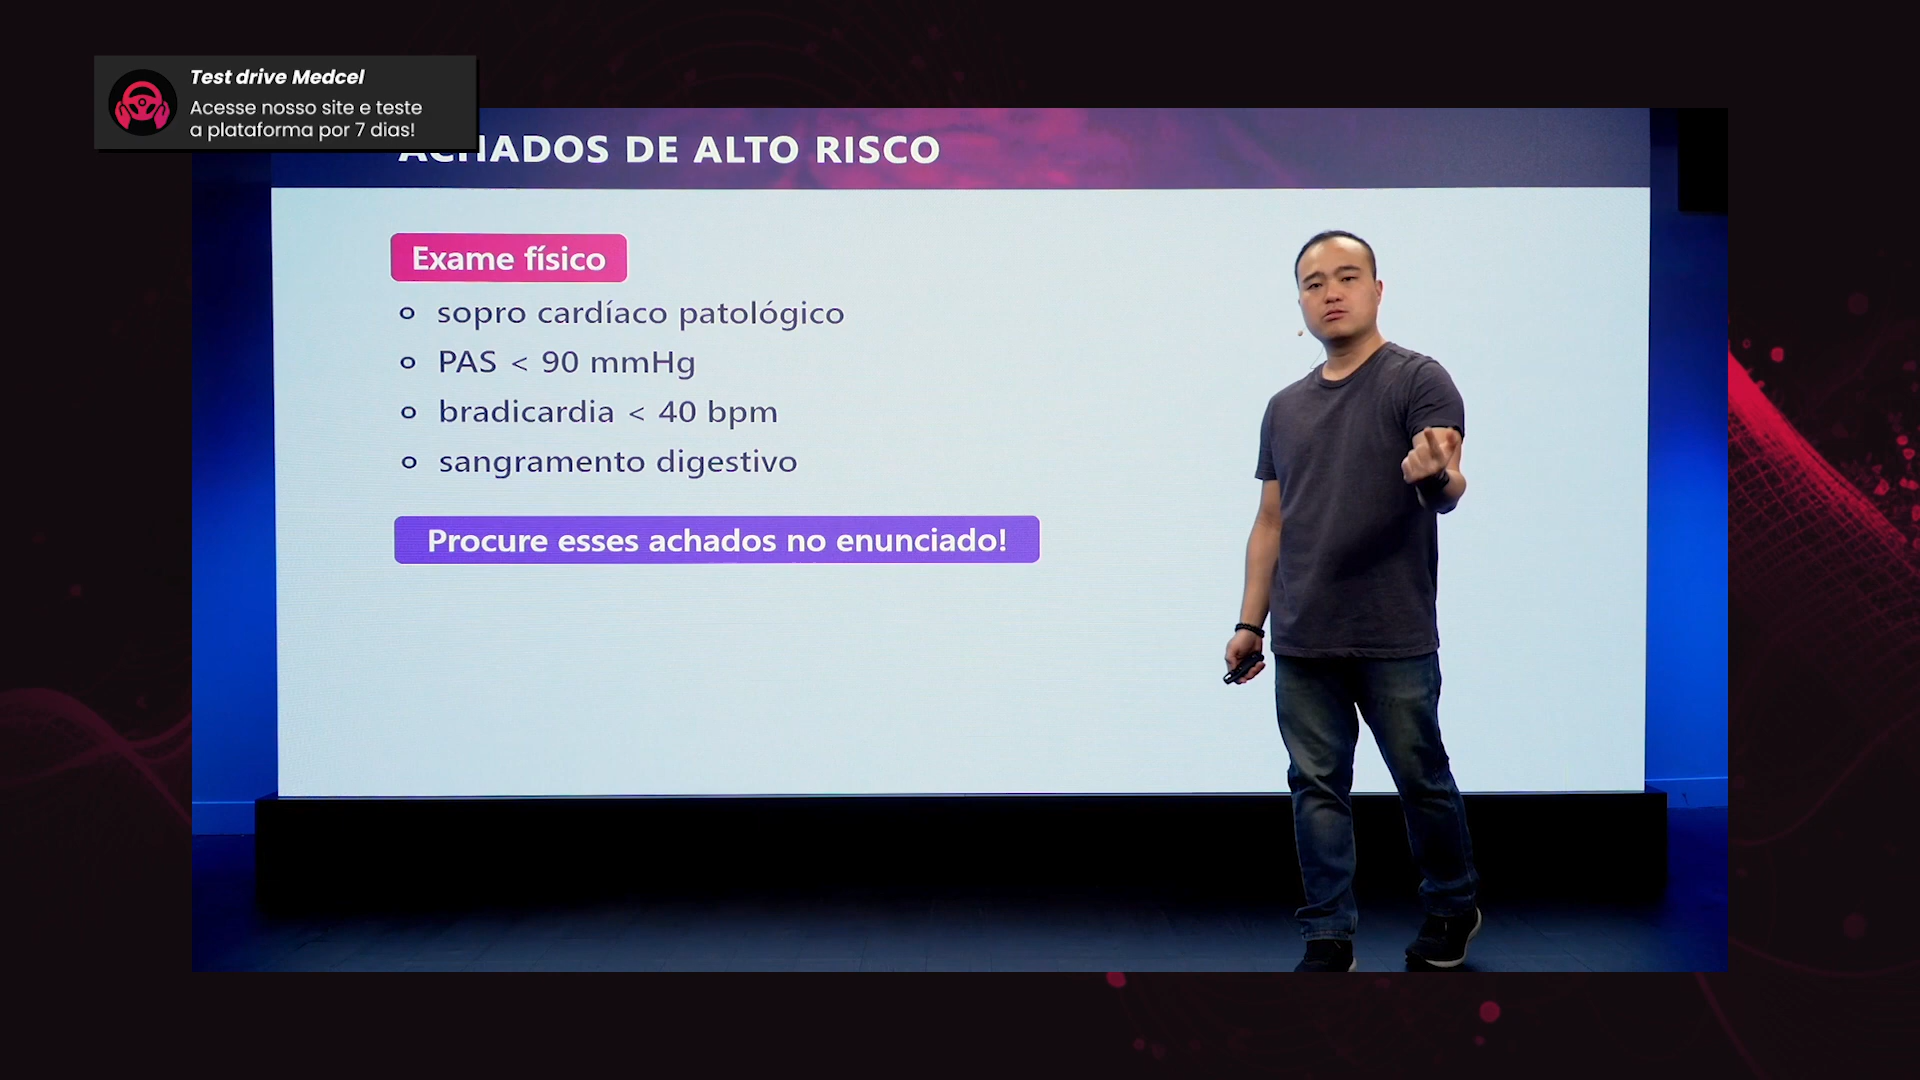 Test drive Medcel
Acesse nosso site e teste
a plataforma por 7 dias!
ACHADOS DE ALTO RISCO
Exame físico
o sopro cardíaco patológico
o PAS < 90 mmHg
o bradicardia < 40 bpm
o sangramento digestivo
Procure esses achados no enunciado!